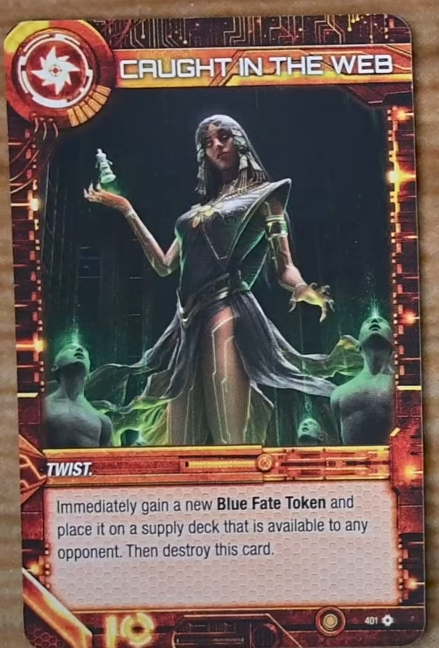 CAUGHT IN THE WEB
TWIST.
Immediately gain a new Blue Fate Token and
place it on a supply deck that is available to any
opponent. Then destroy this card.
401